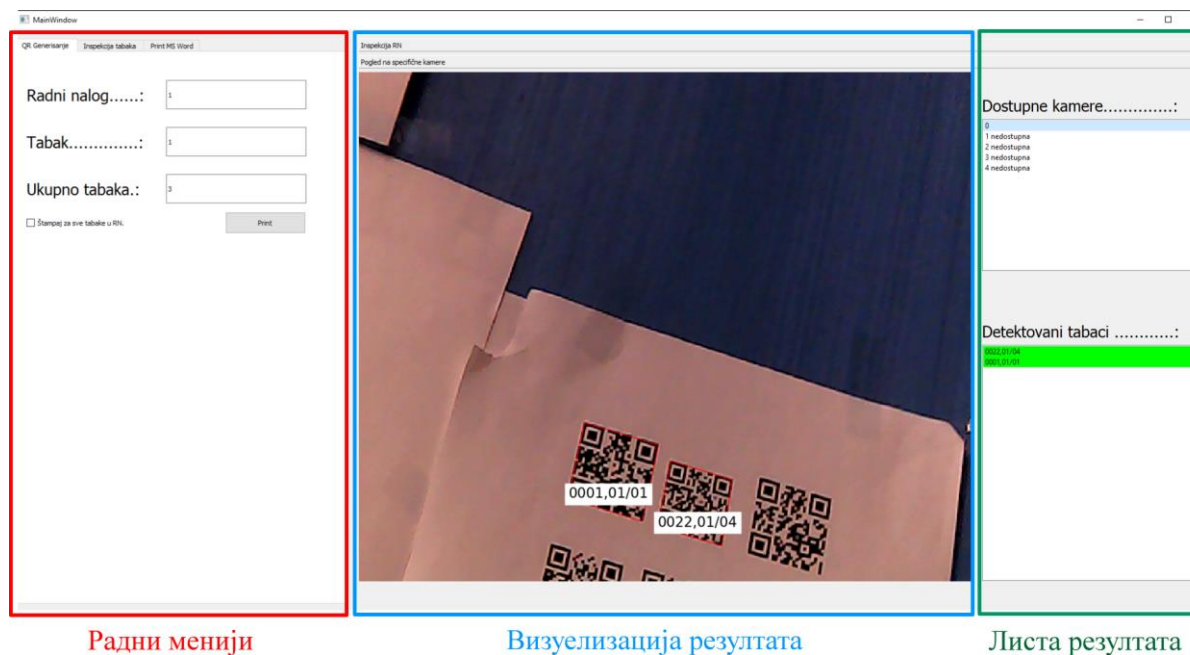 MainWindow
QR Generisanje Inspekcija tabaka Print MS Word
Radni nalog......: 1
Tabak..............: 1
Ukupno tabaka.: 3
Štampaj za sve tabake u RN. Print
Inspekcija RN
Pogled na specifične kamere
0001,01/01
0022,01/04
Dostupne kamere..............:
0
1 nedostupna
2 nedostupna
3 nedostupna
4 nedostupna
Detektovani tabaci ............:
0022,01/04
0001,01/01
Радни менији
Визуелизација резултата
Листа резултата